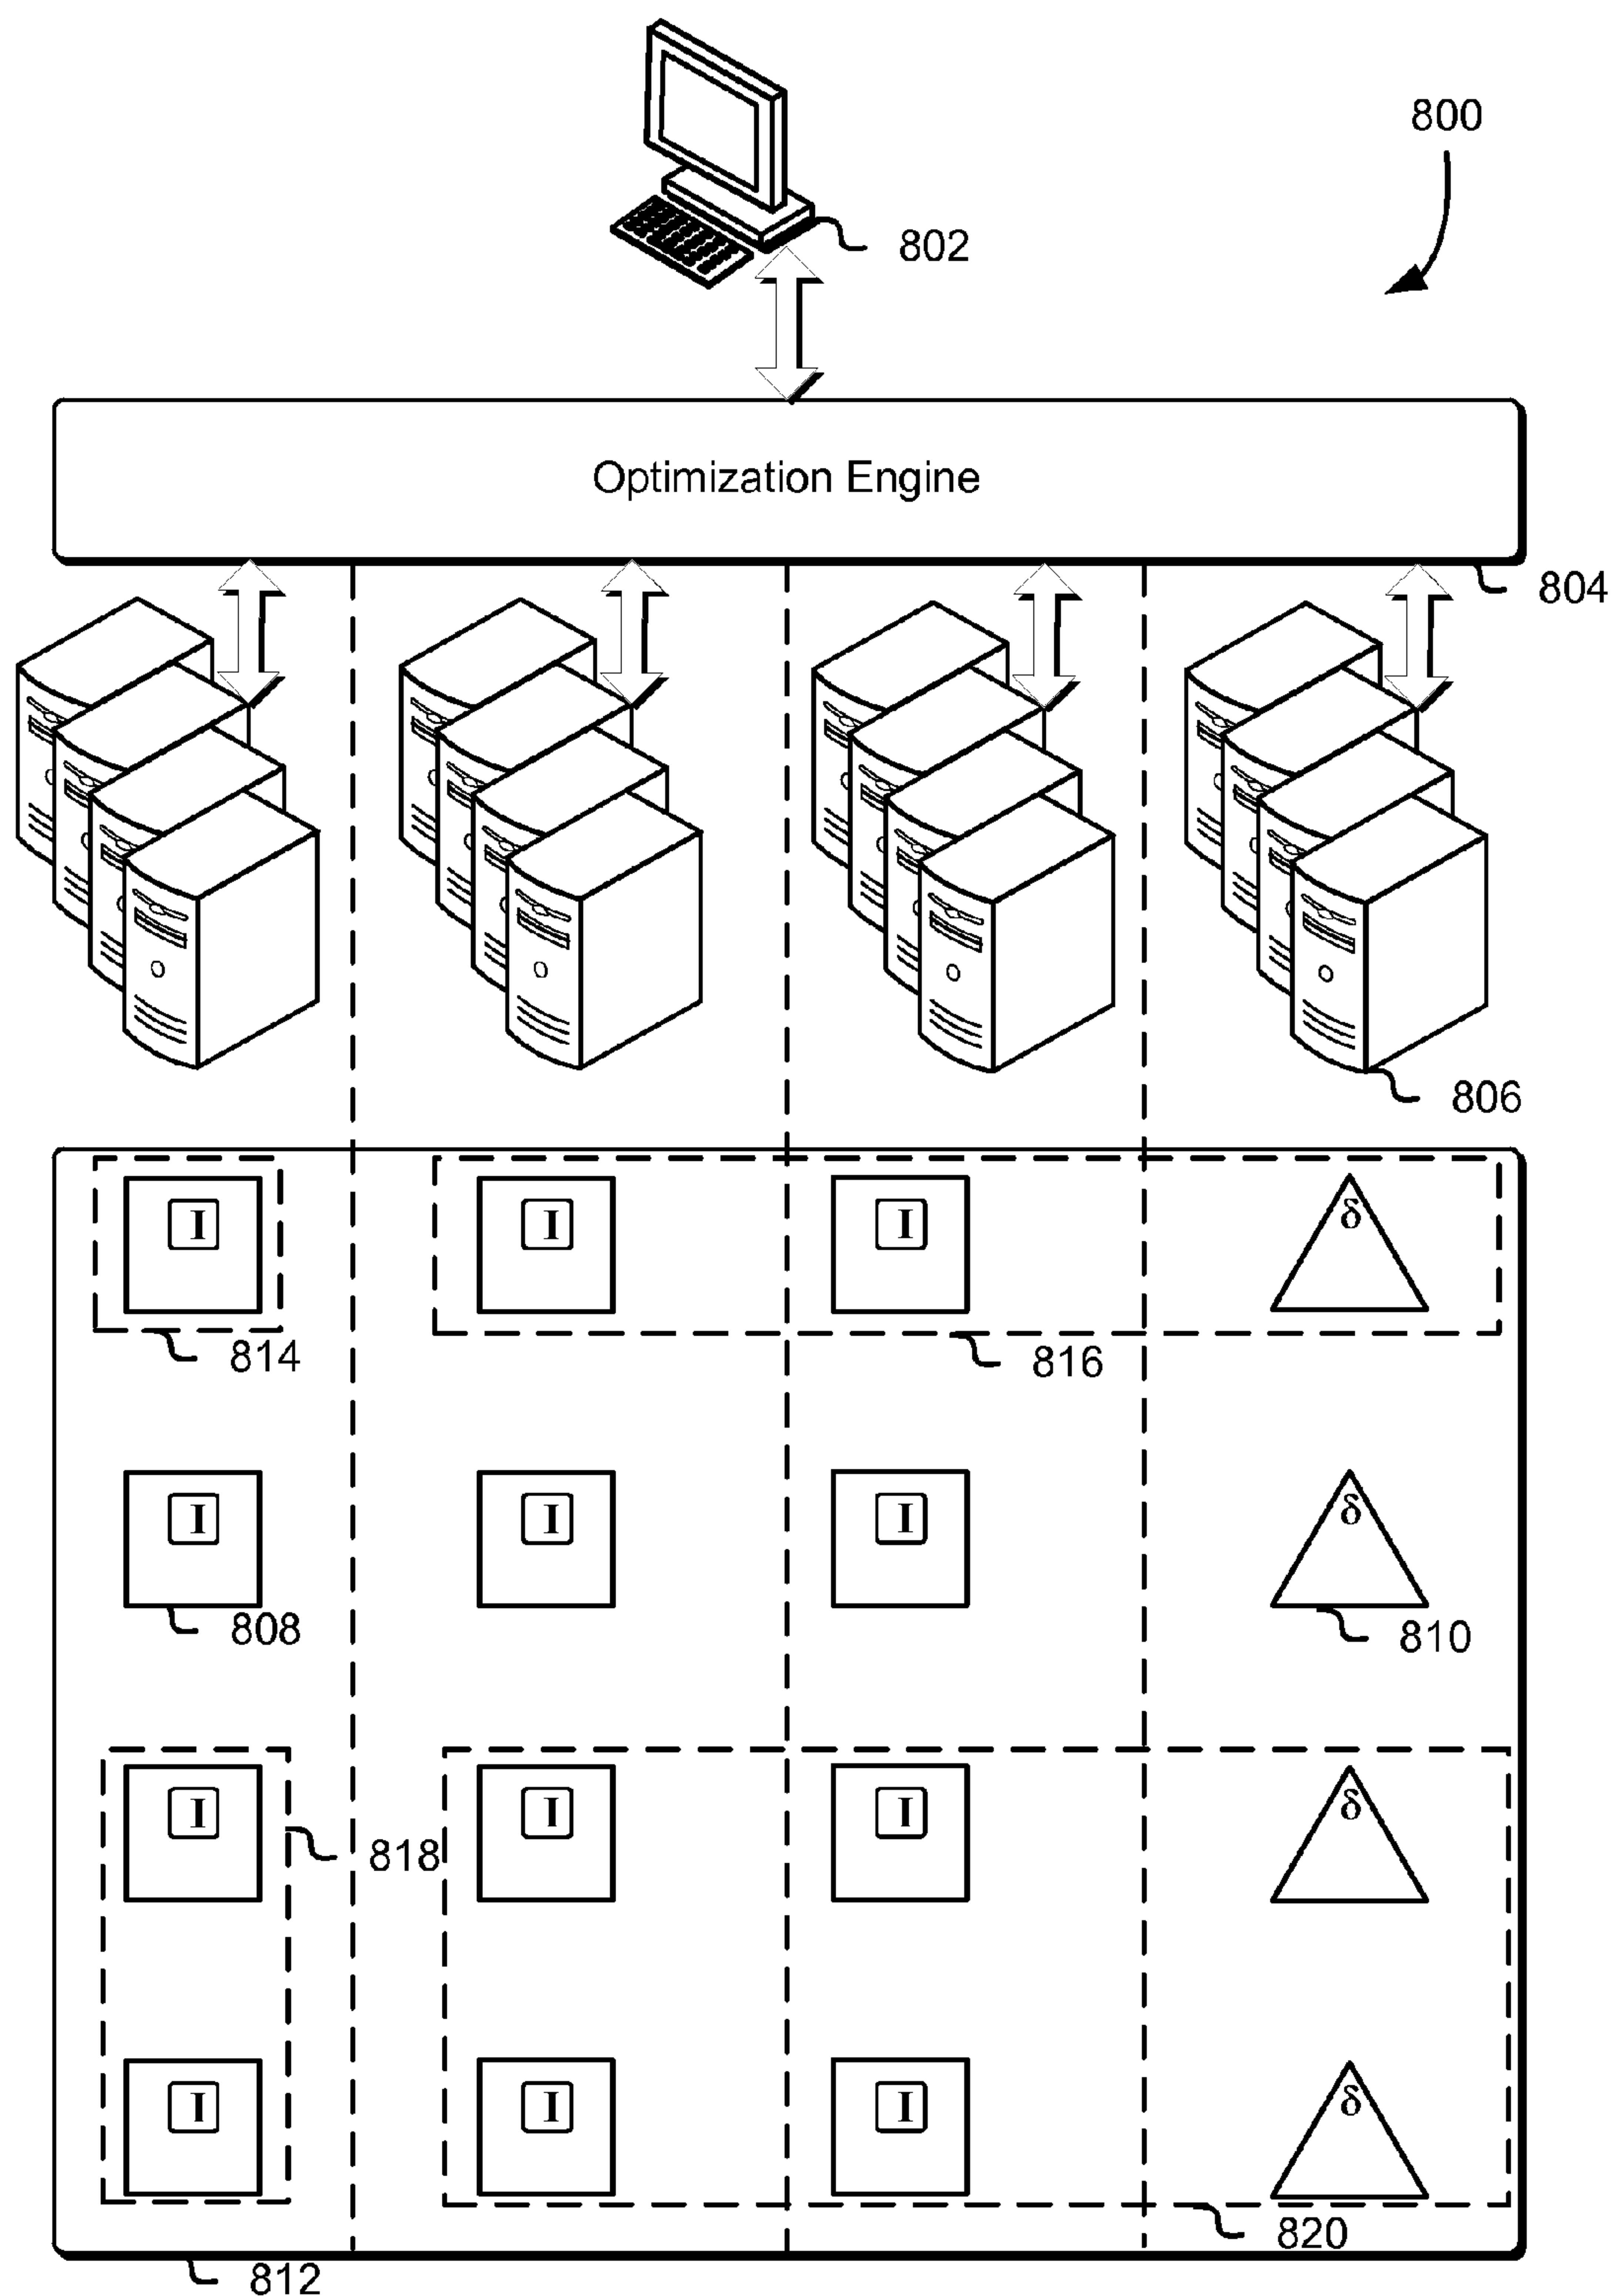 800
802
Optimization Engine
804
806
I I I δ
814 816
I I I δ
808 810
I I I δ
818
I I I δ
820
812